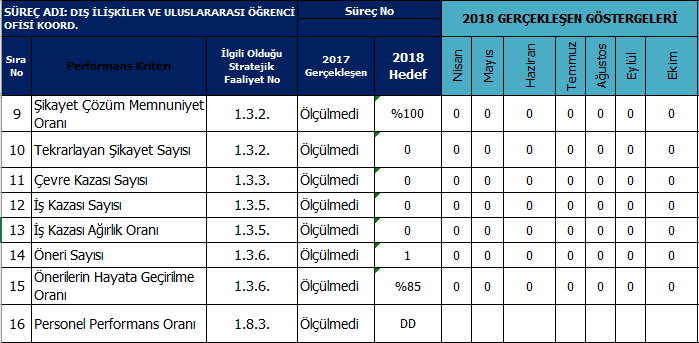 SÜREÇ ADI: DIŞ İLİŞKİLER VE ULUSLARARASI ÖĞRENCİ Süreç No
OFİSİ KOORD.
2018 GERÇEKLEŞEN GÖSTERGELERİ
Sıra No Performans Kriteri İlgili Olduğu Stratejik Faaliyet No 2017 Gerçekleşen 2018 Hedef Nisan Mayıs Haziran Temmuz Ağustos Eylül Ekim
9 Şikayet Çözüm Memnuniyet 1.3.2. Ölçülmedi %100 0 0 0 0 0 0 0
Oranı
10 Tekrarlayan Şikayet Sayısı 1.3.2. Ölçülmedi 0 0 0 0 0 0 0 0
11 Çevre Kazası Sayısı 1.3.3. Ölçülmedi 0 0 0 0 0 0 0 0
12 İş Kazası Sayısı 1.3.5. Ölçülmedi 0 0 0 0 0 0 0 0
13 İş Kazası Ağırlık Oranı 1.3.5. Ölçülmedi 0 0 0 0 0 0 0 0
14 Öneri Sayısı 1.3.6. Ölçülmedi 1 0 0 0 0 0 0 0
15 Önerilerin Hayata Geçirilme 1.3.6. Ölçülmedi %85 0 0 0 0 0 0 0
Oranı
16 Personel Performans Oranı 1.8.3. Ölçülmedi DD